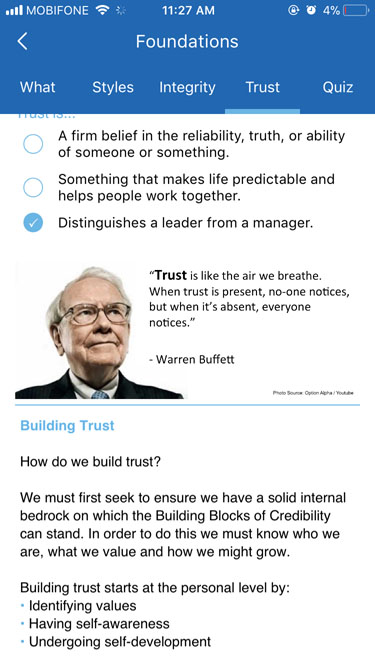 MOBIFONE 11:27 AM 4%
Foundations
What Styles Integrity Trust Quiz
Trust is...
A firm belief in the reliability, truth, or ability
of someone or something.
Something that makes life predictable and
helps people work together.
Distinguishes a leader from a manager.
“Trust is like the air we breathe.
When trust is present, no-one notices,
but when it’s absent, everyone
notices.”
- Warren Buffett
Photo Source: Option Alpha / Youtube
Building Trust
How do we build trust?
We must first seek to ensure we have a solid internal
bedrock on which the Building Blocks of Credibility
can stand. In order to do this we must know who we
are, what we value and how we might grow.
Building trust starts at the personal level by:
• Identifying values
• Having self-awareness
• Undergoing self-development